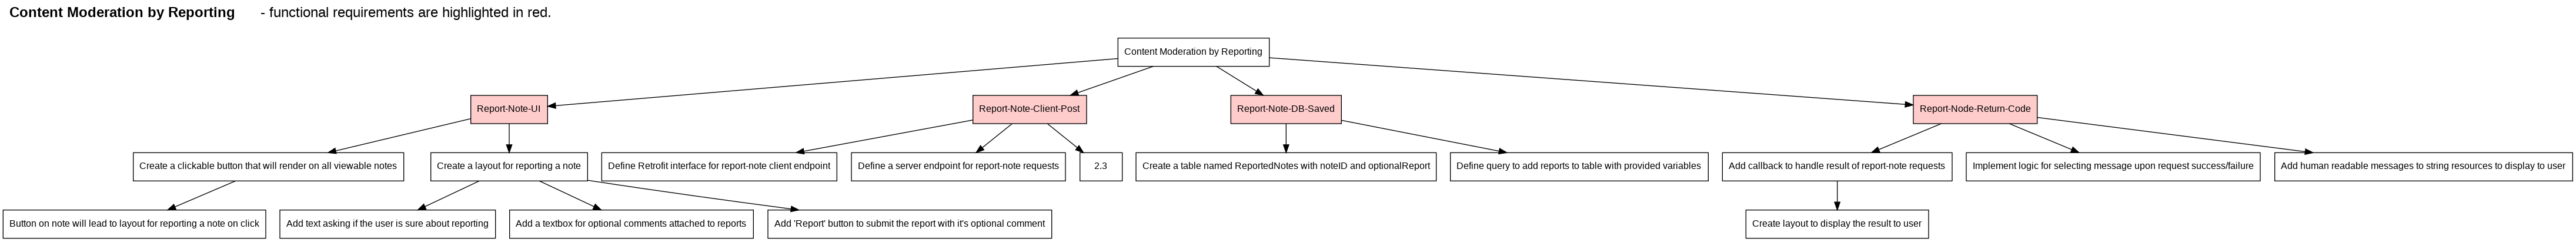 Content Moderation by Reporting - functional requirements are highlighted in red.
Content Moderation by Reporting
Report-Note-UI
Report-Note-Client-Post
Report-Note-DB-Saved
Report-Node-Return-Code
Create a clickable button that will render on all viewable notes
Create a layout for reporting a note
Define Retrofit interface for report-note client endpoint
Define a server endpoint for report-note requests
2.3
Create a table named ReportedNotes with noteID and optionalReport
Define query to add reports to table with provided variables
Add callback to handle result of report-note requests
Implement logic for selecting message upon request success/failure
Add human readable messages to string resources to display to user
Button on note will lead to layout for reporting a note on click
Add text asking if the user is sure about reporting
Add a textbox for optional comments attached to reports
Add 'Report' button to submit the report with it's optional comment
Create layout to display the result to user